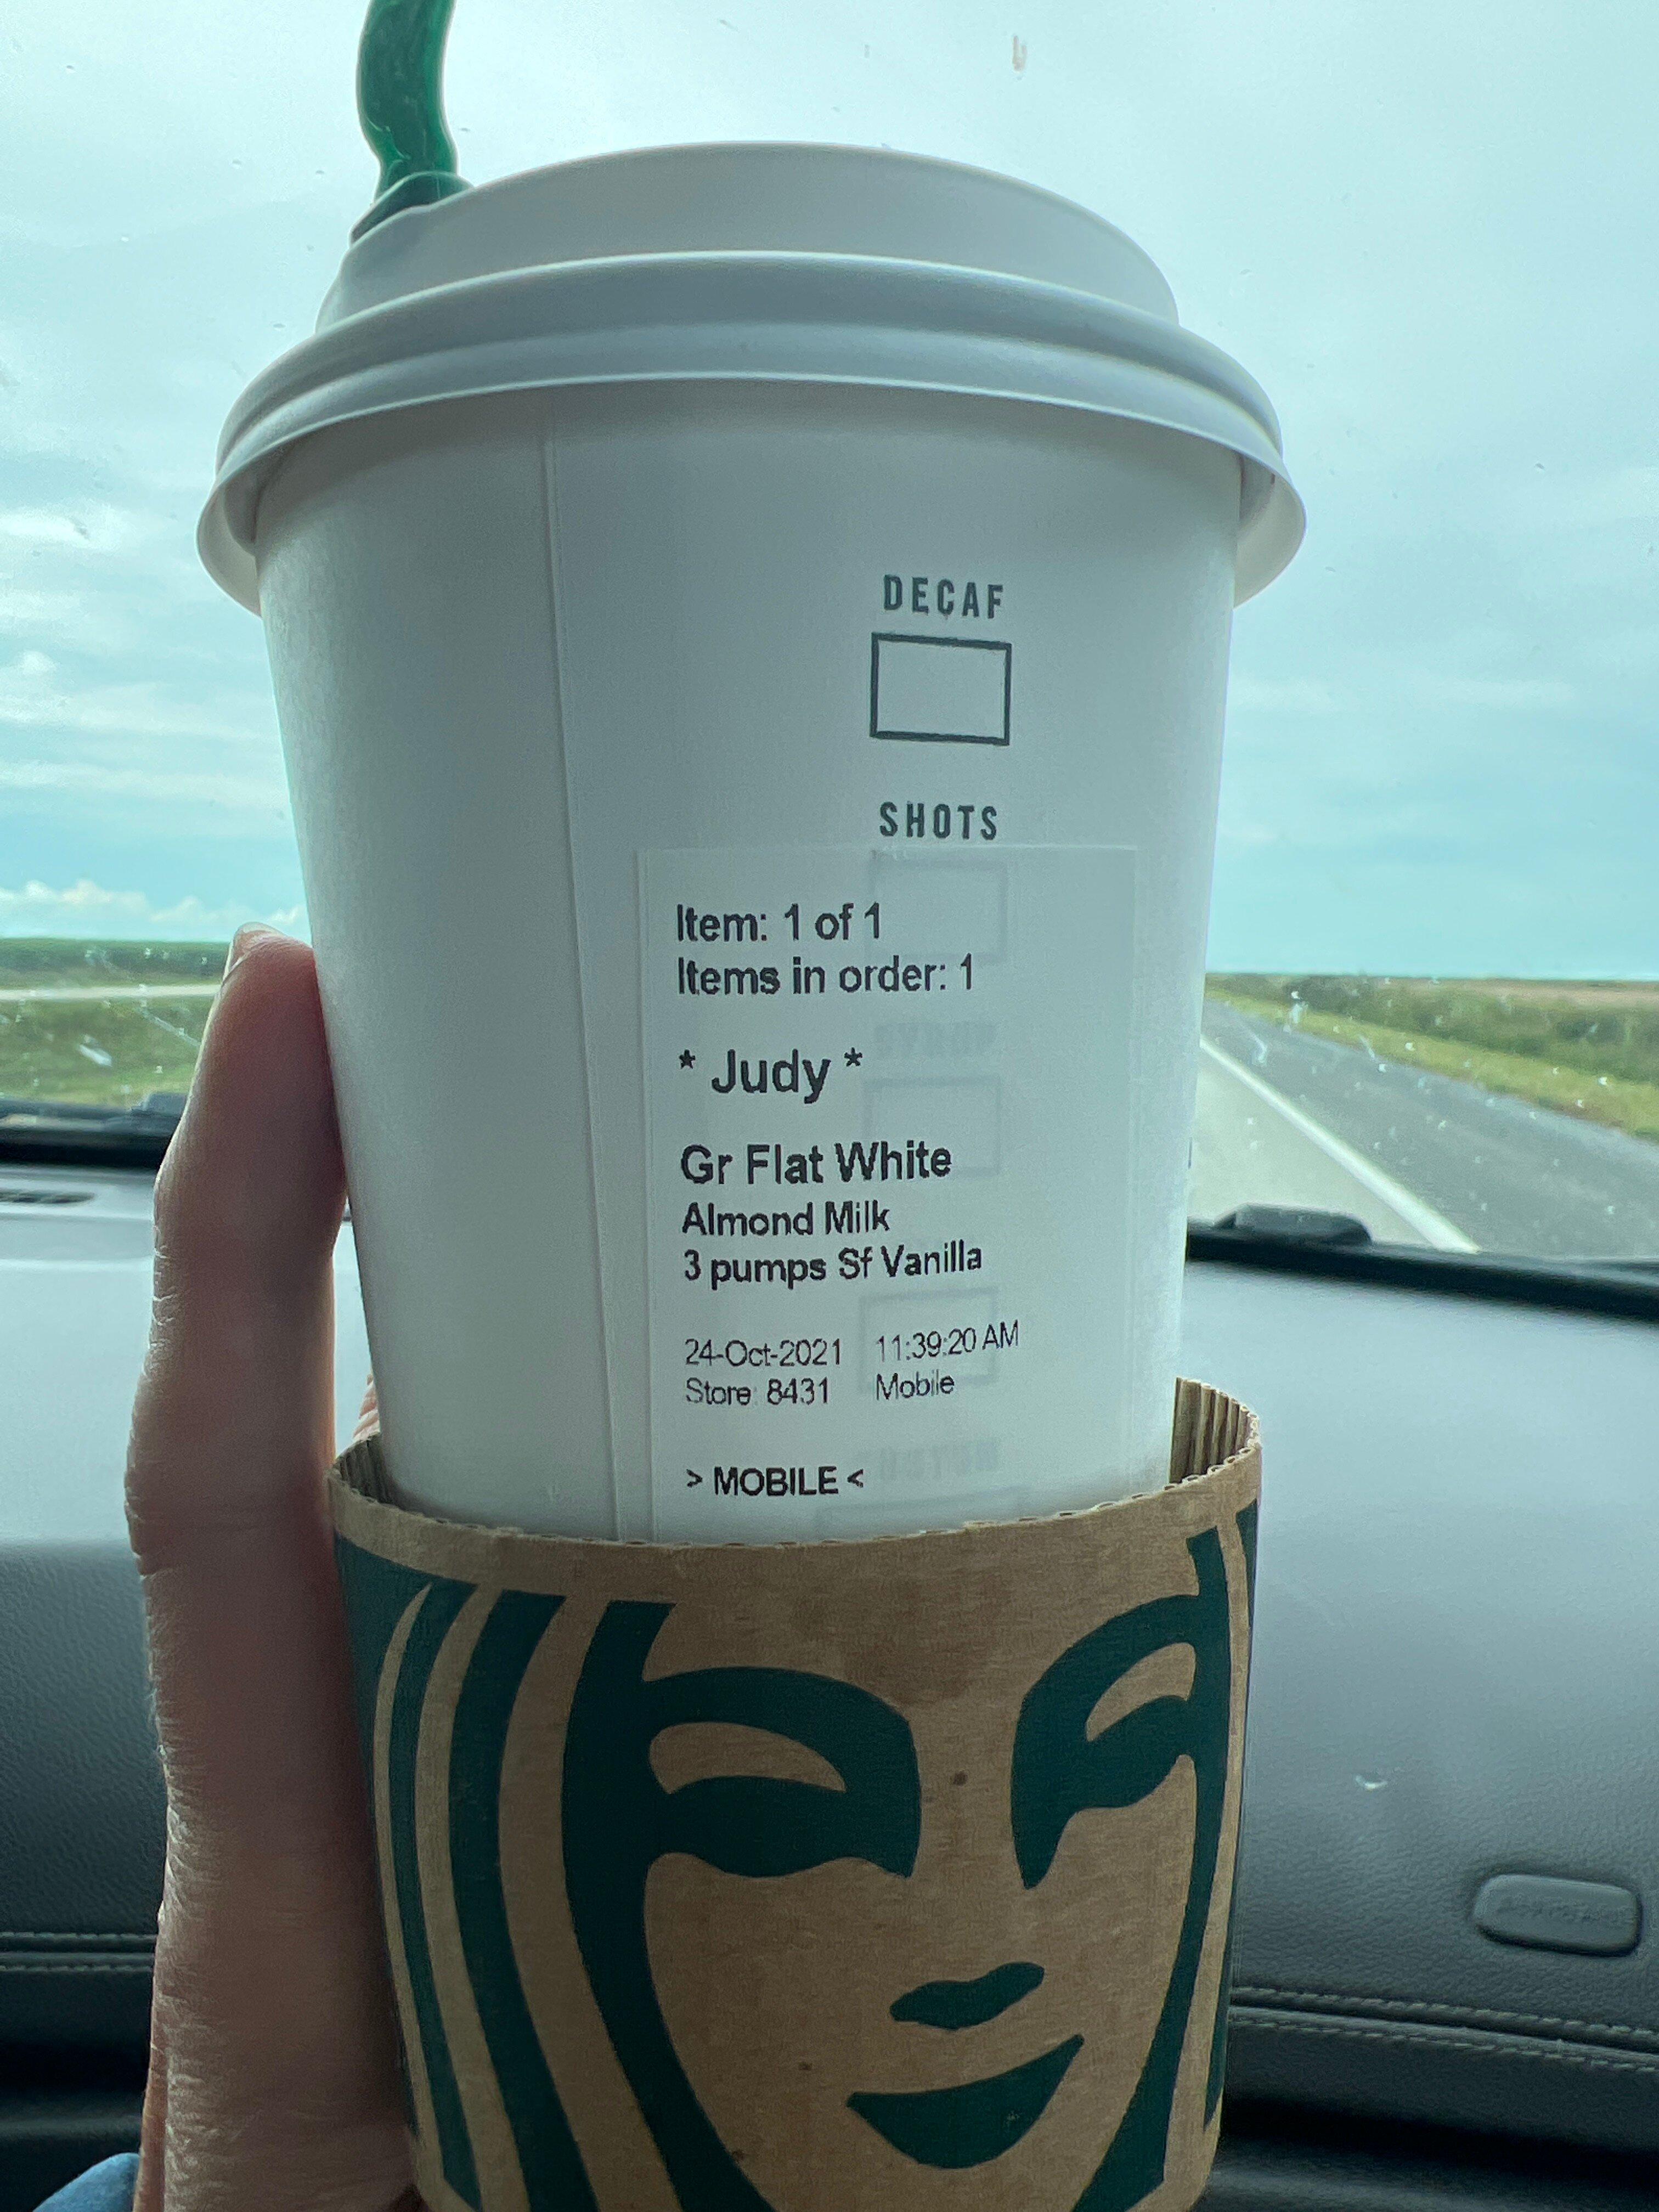 DECAF
SHOTS
Item: 1 of 1
Items in order: 1
* Judy *
Gr Flat White
Almond Milk
3 pumps Sf Vanilla
24-Oct-2021 11:39:20 AM
Store: 8431 Mobile
> MOBILE <